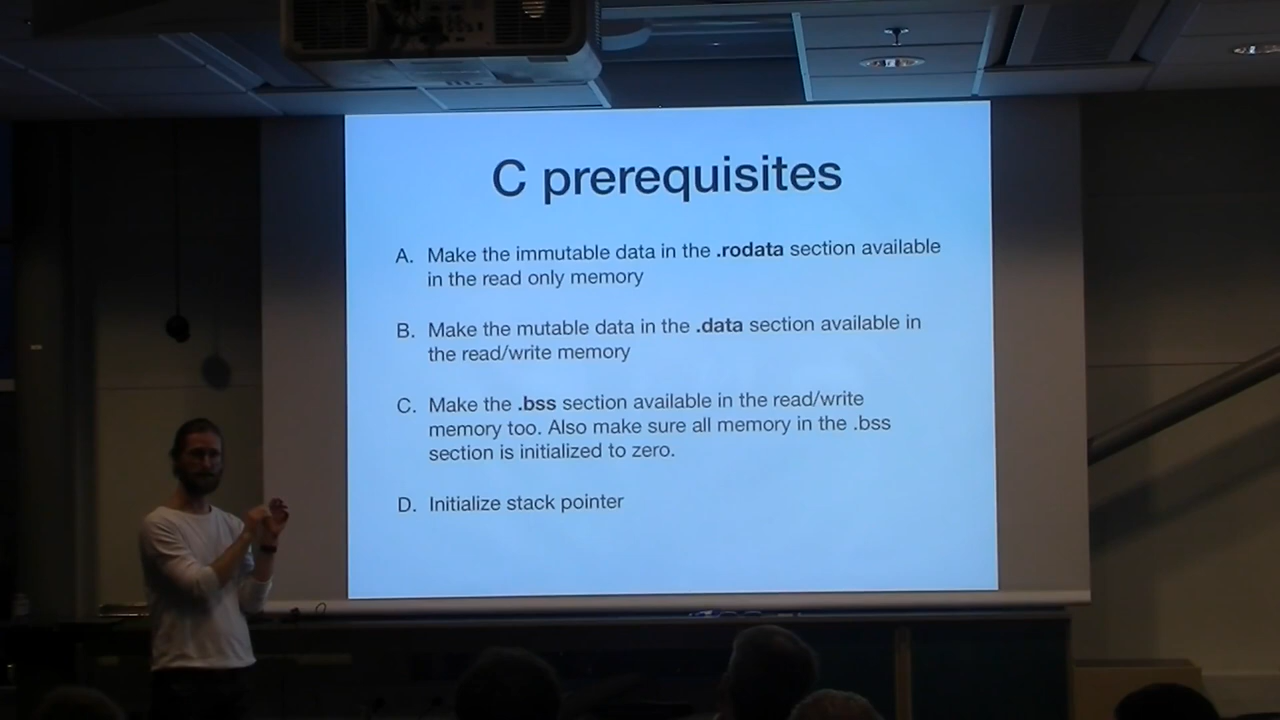 C prerequisites
A. Make the immutable data in the .rodata section available
in the read only memory
B. Make the mutable data in the .data section available in
the read/write memory
C. Make the .bss section available in the read/write
memory too. Also make sure all memory in the .bss
section is initialized to zero.
D. Initialize stack pointer